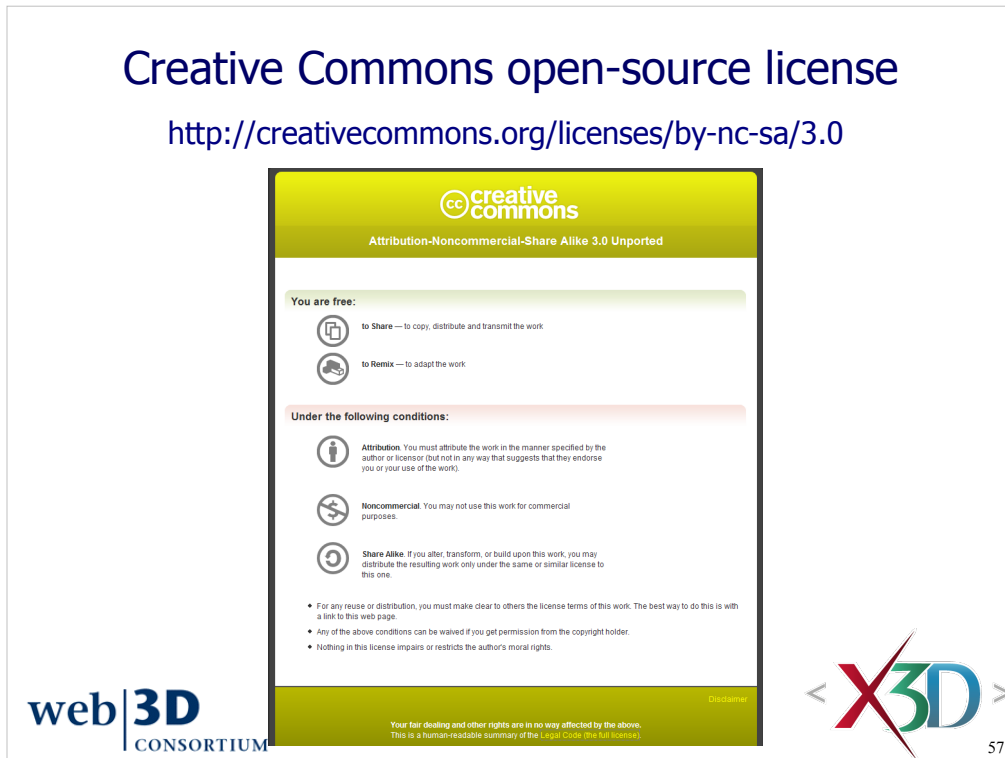 Creative Commons open-source license
http://creativecommons.org/licenses/by-nc-sa/3.0
cc creative
commons
Attribution-Noncommercial-Share Alike 3.0 Unported
You are free:
to Share — to copy, distribute and transmit the work
to Remix — to adapt the work
Under the following conditions:
Attribution. You must attribute the work in the manner specified by the
author or licensor (but not in any way that suggests that they endorse
you or your use of the work).
Noncommercial. You may not use this work for commercial
purposes.
Share Alike. If you alter, transform, or build upon this work, you may
distribute the resulting work only under the same or similar license to
this one.
◆ For any reuse or distribution, you must make clear to others the license terms of this work. The best way to do this is with
a link to this web page.
◆ Any of the above conditions can be waived if you get permission from the copyright holder.
◆ Nothing in this license impairs or restricts the author's moral rights.
Disclaimer
Your fair dealing and other rights are in no way affected by the above.
This is a human-readable summary of the Legal Code (the full license).
web|3D
CONSORTIUM
<X3D>
57